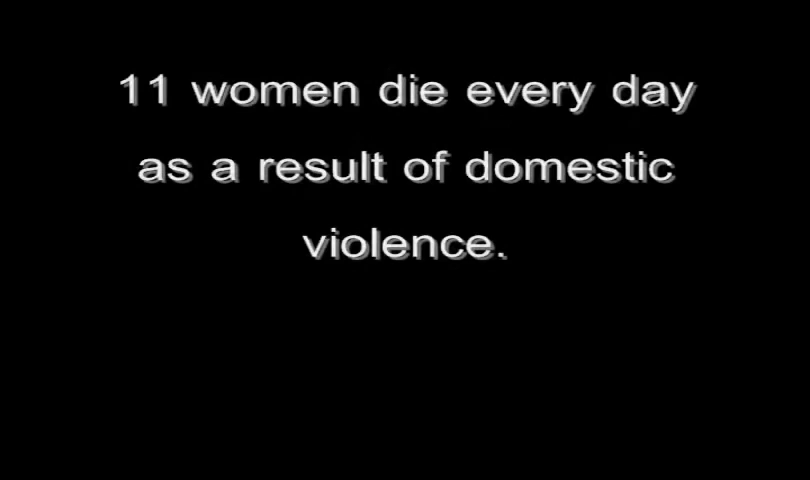 11 women die every day
as a result of domestic
violence.